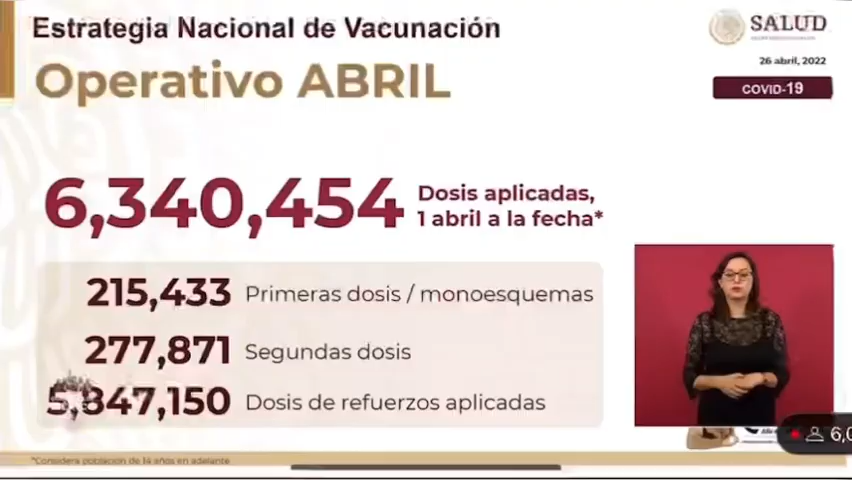 Estrategia Nacional de Vacunación
Operativo ABRIL
SALUD
26 abril, 2022
COVID-19
6,340,454 Dosis aplicadas,
1 abril a la fecha*
215,433 Primeras dosis / monoesquemas
277,871 Segundas dosis
5,847,150 Dosis de refuerzos aplicadas
6,0
*Considera población de 14 años en adelante